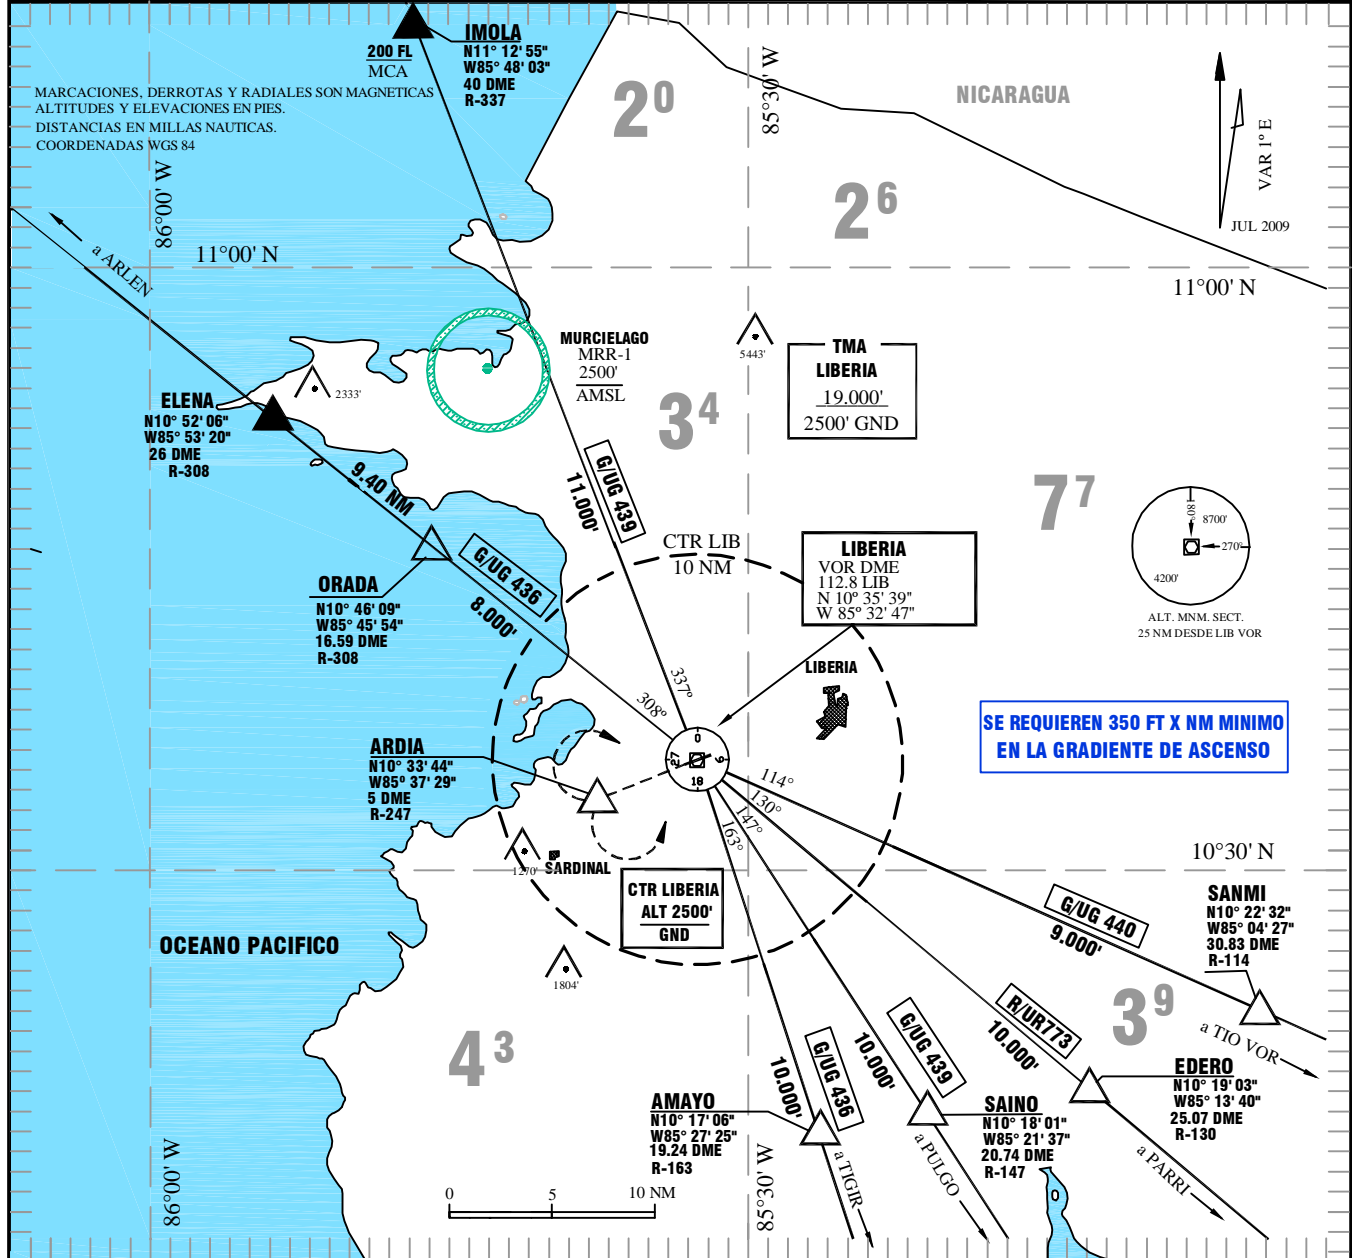 IMOLA
N11° 12' 55"
W85° 48' 03"
40 DME
R-337
200 FL
MCA
MARCACIONES, DERROTAS Y RADIALES SON MAGNETICAS
ALTITUDES Y ELEVACIONES EN PIES.
DISTANCIAS EN MILLAS NAUTICAS.
COORDENADAS WGS 84
86°00' W
85°30' W
2 0
NICARAGUA
VAR 1° E
JUL 2009
2 6
a ARLEN
11°00' N
11°00' N
MURCIELAGO
MRR-1
2500'
AMSL
5443'
TMA
LIBERIA
19.000'
2500' GND
2333'
ELENA
N10° 52' 06"
W85° 53' 20"
26 DME
R-308
3 4
9.40 NM
G/UG 439
11.000'
7 7
180°
8700'
270°
4200'
ALT. MNM. SECT.
25 NM DESDE LIB VOR
CTR LIB
10 NM
LIBERIA
VOR DME
112.8 LIB
N 10° 35' 39"
W 85° 32' 47"
ORADA
N10° 46' 09"
W85° 45' 54"
16.59 DME
R-308
G/UG 436
8.000'
337°
308°
LIBERIA
SE REQUIEREN 350 FT X NM MINIMO
EN LA GRADIENTE DE ASCENSO
0
27
9
18
ARDIA
N10° 33' 44"
W85° 37' 29"
5 DME
R-247
114°
130°
147°
163°
1270'
SARDINAL
10°30' N
CTR LIBERIA
ALT 2500'
GND
SANMI
N10° 22' 32"
W85° 04' 27"
30.83 DME
R-114
G/UG 440
9.000'
OCEANO PACIFICO
1804'
4 3
3 9
a TIO VOR
R/UR773
10.000'
G/UG 439
10.000'
G/UG 436
10.000'
EDERO
N10° 19' 03"
W85° 13' 40"
25.07 DME
R-130
AMAYO
N10° 17' 06"
W85° 27' 25"
19.24 DME
R-163
SAINO
N10° 18' 01"
W85° 21' 37"
20.74 DME
R-147
a TIGIR
a PULGO
a PARRI
86°00' W
85°30' W
0 5 10 NM